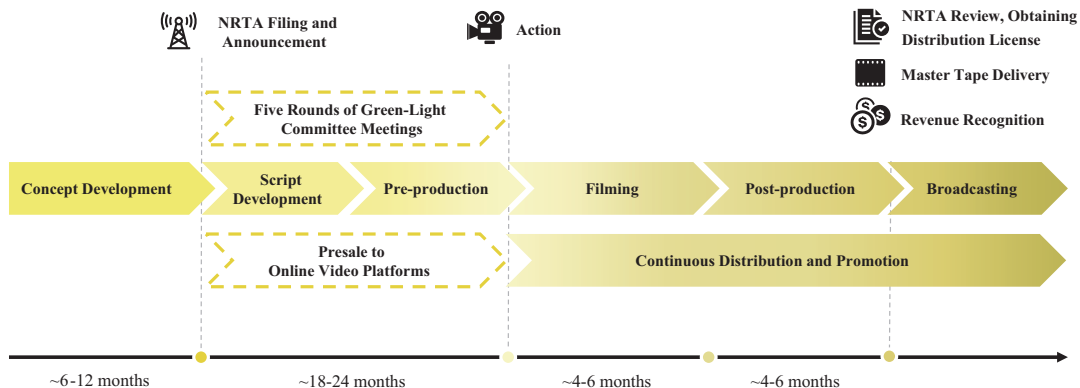 NRTA Filing and
Announcement
Action
NRTA Review, Obtaining
Distribution License
Master Tape Delivery
Revenue Recognition
Five Rounds of Green-Light
Committee Meetings
Concept Development
Script
Development
Pre-production
Filming
Post-production
Broadcasting
Presale to
Online Video Platforms
Continuous Distribution and Promotion
~6-12 months
~18-24 months
~4-6 months
~4-6 months